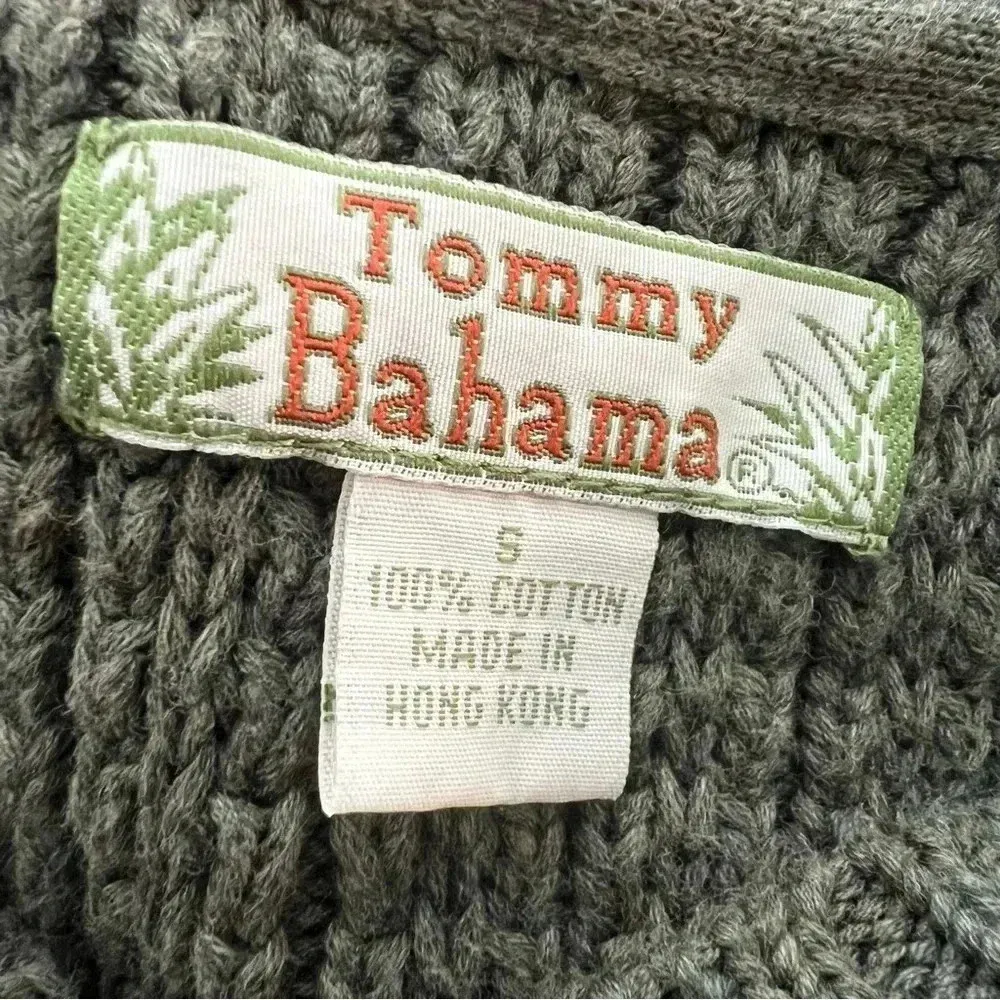 Tommy
Bahama®
S
100% COTTON
MADE IN
HONG KONG